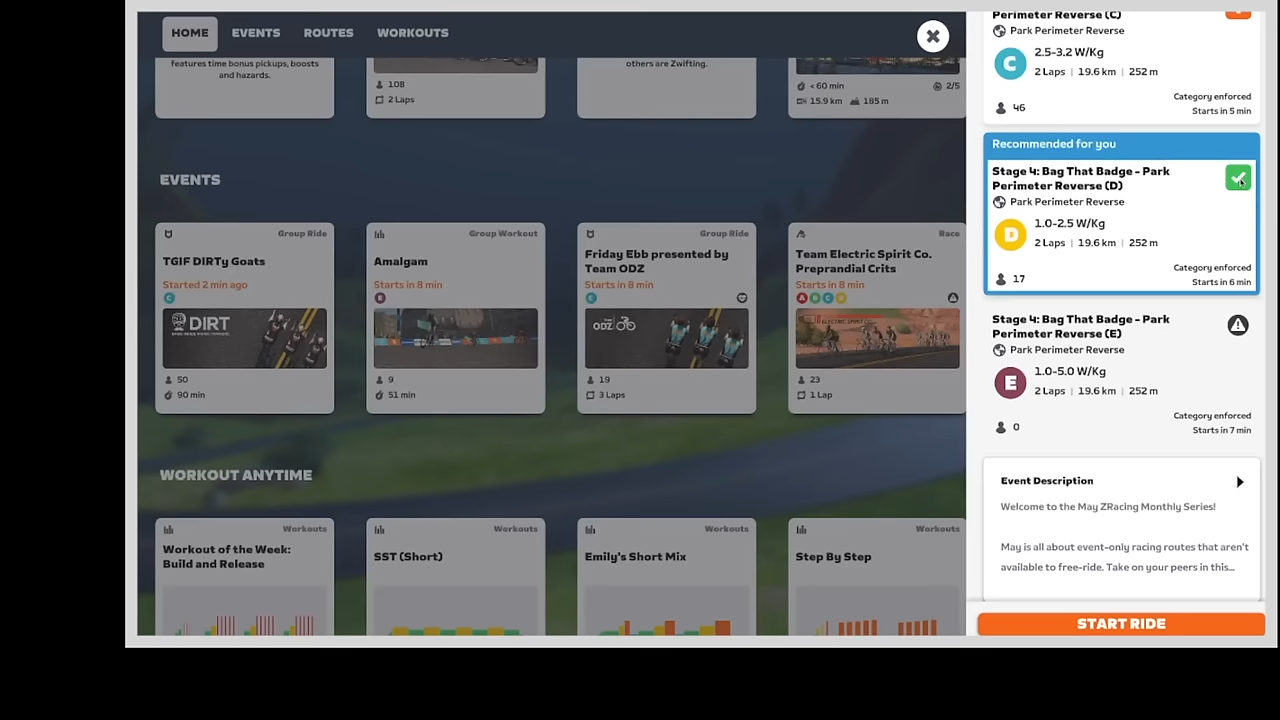 HOME
EVENTS
ROUTES
WORKOUTS
features time bonus pickups, boosts
and hazards.
108
2 Laps
others are Zwifting.
< 60 min
2/5
15.9 km
185 m
EVENTS
Group Ride
TGIF DIRTy Goats
Started 2 min ago
C
DIRT
50
90 min
Group Workout
Amalgam
Starts in 8 min
E
9
51 min
Group Ride
Friday Ebb presented by
Team ODZ
Starts in 8 min
C
ODZ
19
3 Laps
Race
Team Electric Spirit Co.
Preprandial Crits
Starts in 8 min
A B C D
ELECTRIC SPIRIT CO.
23
1 Lap
WORKOUT ANYTIME
Workouts
Workout of the Week:
Build and Release
Workouts
SST (Short)
Workouts
Emily's Short Mix
Workouts
Step By Step
Perimeter Reverse (C)
Park Perimeter Reverse
C
2.5-3.2 W/Kg
2 Laps | 19.6 km | 252 m
Category enforced
46
Starts in 5 min
Recommended for you
Stage 4: Bag That Badge - Park
Perimeter Reverse (D)
Park Perimeter Reverse
D
1.0-2.5 W/Kg
2 Laps | 19.6 km | 252 m
Category enforced
17
Starts in 6 min
Stage 4: Bag That Badge - Park
Perimeter Reverse (E)
Park Perimeter Reverse
E
1.0-5.0 W/Kg
2 Laps | 19.6 km | 252 m
Category enforced
0
Starts in 7 min
Event Description
Welcome to the May ZRacing Monthly Series!
May is all about event-only racing routes that aren't
available to free-ride. Take on your peers in this...
START RIDE